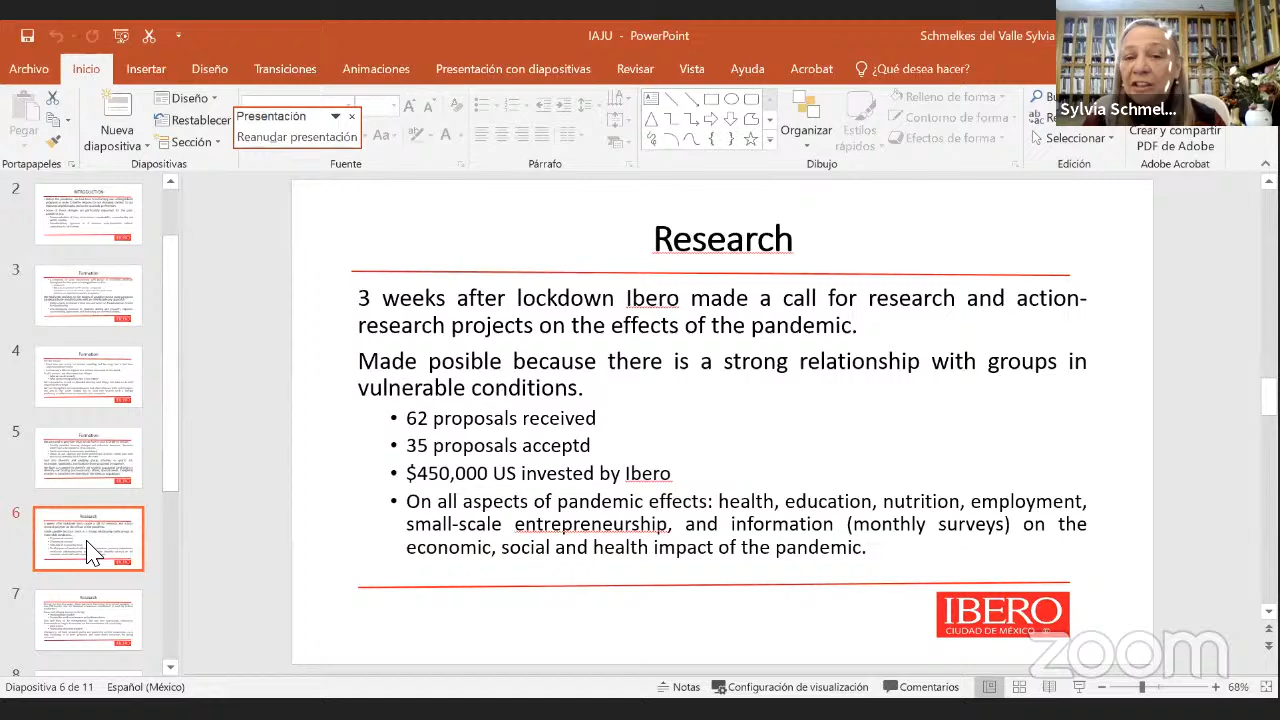 IAJU - PowerPoint
Schmelkes del Valle Sylvia
Archivo
Inicio
Insertar
Diseño
Transiciones
Animaciones
Presentación con diapositivas
Revisar
Vista
Ayuda
Acrobat
¿Qué desea hacer?
Sylvia Schmel...
Pegar
Nueva
diapositiva
Diseño
Restablecer
Sección
Presentación
Reanudar presentación
Organizar
Estilos
rápidos
Relleno de forma
Contorno de forma
Efectos de forma
Seleccionar
Crear y compartir
PDF de Adobe
Portapapeles
Diapositivas
Fuente
Párrafo
Dibujo
Edición
Adobe Acrobat
2
INTRODUCTION
3
Formation
4
Formation
5
Formation
6
Research
7
Research
8
Research
3 weeks after lockdown Ibero made a call for research and action-
research projects on the effects of the pandemic.
Made posible because there is a strong relationship with groups in
vulnerable conditions.
• 62 proposals received
• 35 proposals acceptd
• $450,000 US invested by Ibero
• On all aspects of pandemic effects: health, education, nutrition, employment,
small-scale entrepreneurship, and information (monthly surveys) on the
economic, social and health impact of the pandemic.
IBERO
CIUDAD DE MÉXICO
zoom
Diapositiva 6 de 11
Español (México)
Notas
Configuración de visualización
Comentarios
68%